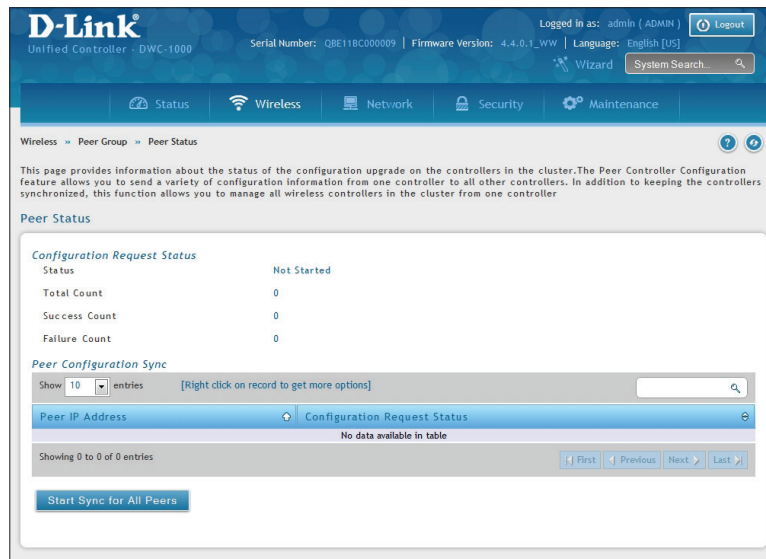 D-Link®
Logged in as: admin ( ADMIN ) Logout
Unified Controller - DWC-1000
Serial Number: QBE11BC000009 | Firmware Version: 4.4.0.1_WW | Language: English [US]
Wizard System Search...
Status Wireless Network Security Maintenance
Wireless » Peer Group » Peer Status
This page provides information about the status of the configuration upgrade on the controllers in the cluster.The Peer Controller Configuration
feature allows you to send a variety of configuration information from one controller to all other controllers. In addition to keeping the controllers
synchronized, this function allows you to manage all wireless controllers in the cluster from one controller
Peer Status
Configuration Request Status
Status Not Started
Total Count 0
Success Count 0
Failure Count 0
Peer Configuration Sync
Show 10 entries [Right click on record to get more options]
Peer IP Address Configuration Request Status
No data available in table
Showing 0 to 0 of 0 entries First Previous Next Last
Start Sync for All Peers